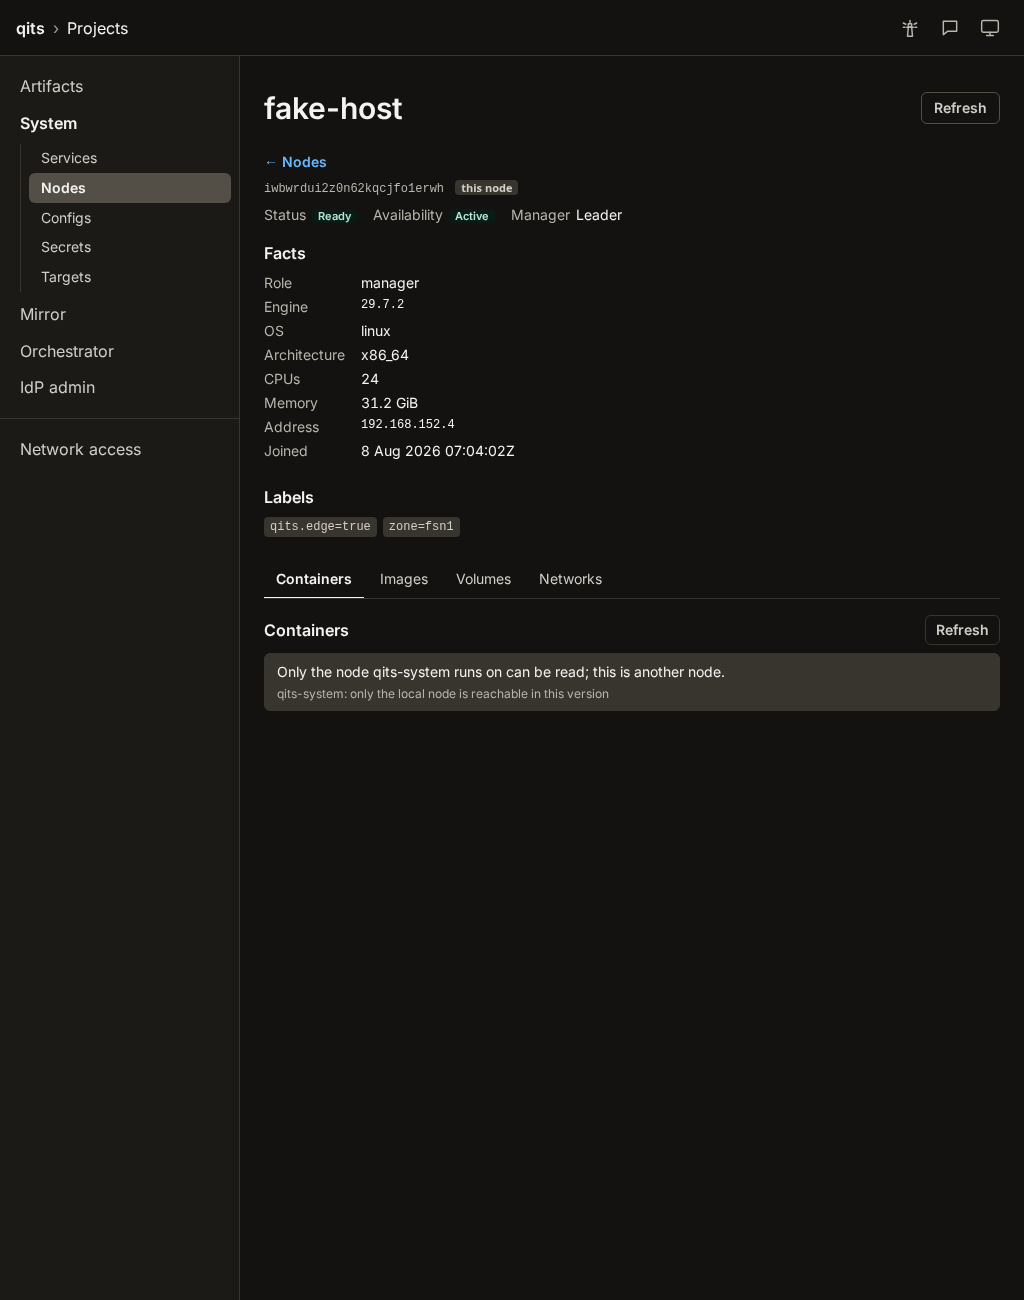 qits › Projects
Artifacts
System
Services
Nodes
Configs
Secrets
Targets
Mirror
Orchestrator
IdP admin
Network access
fake-host
Refresh
← Nodes
iwbwrdui2z0n62kqcjfo1erwh this node
Status Ready Availability Active Manager Leader
Facts
Role manager
Engine 29.7.2
OS linux
Architecture x86_64
CPUs 24
Memory 31.2 GiB
Address 192.168.152.4
Joined 8 Aug 2026 07:04:02Z
Labels
qits.edge=true zone=fsn1
Containers Images Volumes Networks
Containers
Refresh
Only the node qits-system runs on can be read; this is another node.
qits-system: only the local node is reachable in this version